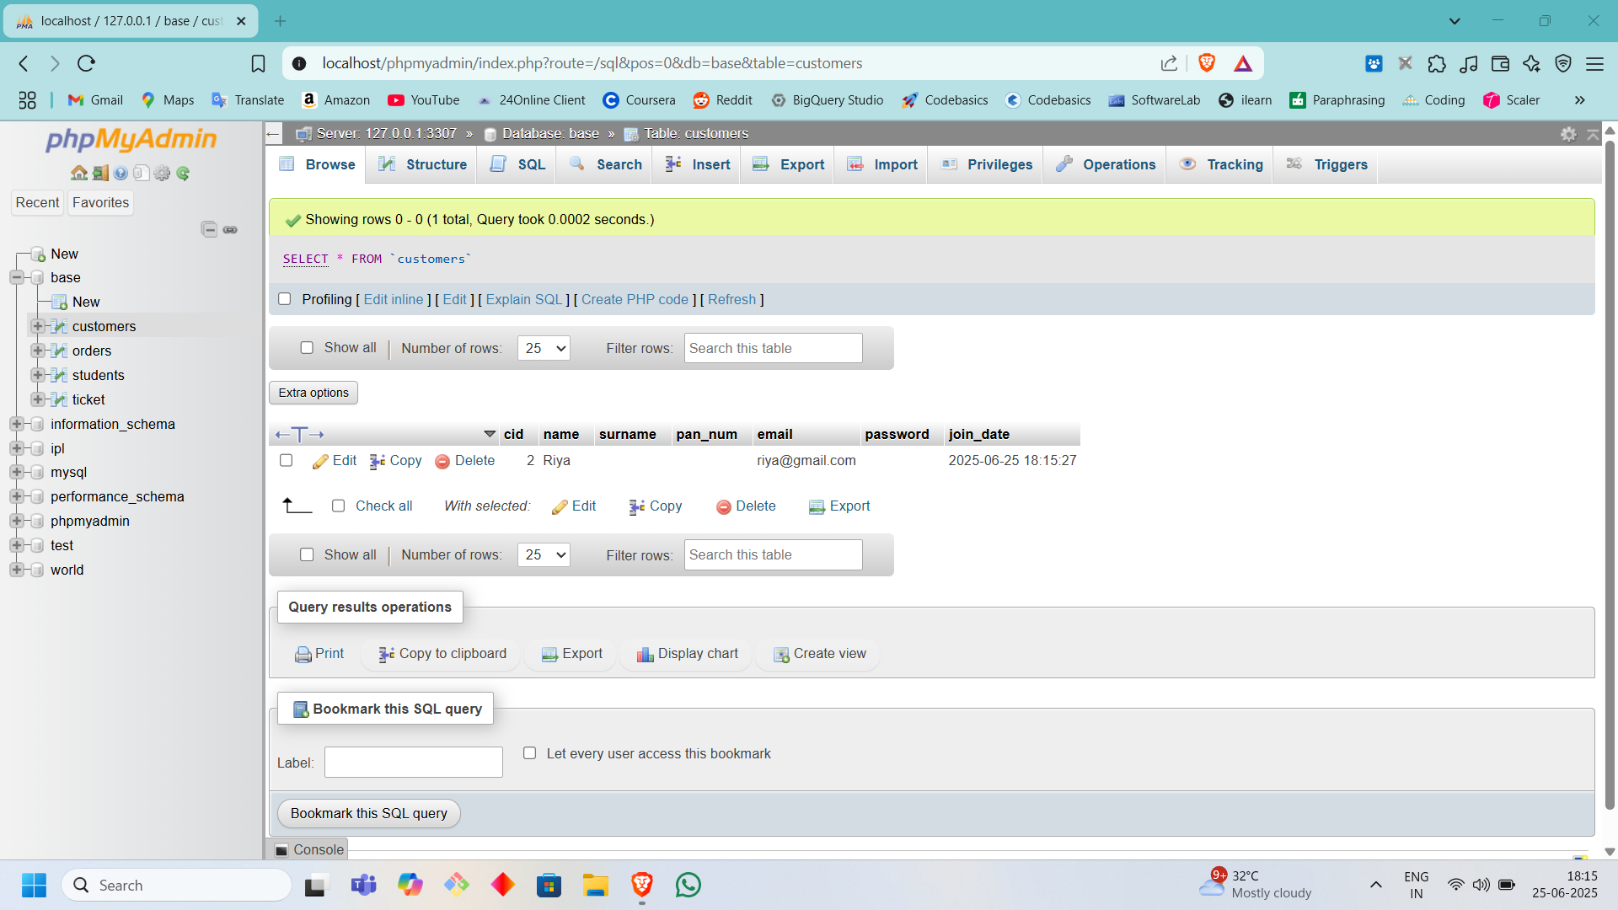 localhost / 127.0.0.1 / base / cus
localhost/phpmyadmin/index.php?route=/sql&pos=0&db=base&table=customers
Gmail Maps Translate Amazon YouTube 24Online Client Coursera Reddit BigQuery Studio Codebasics Codebasics SoftwareLab ilearn Paraphrasing Coding Scaler »
phpMyAdmin
Recent Favorites
New
base
New
customers
orders
students
ticket
information_schema
ipl
mysql
performance_schema
phpmyadmin
test
world
Server: 127.0.0.1:3307 » Database: base » Table: customers
Browse Structure SQL Search Insert Export Import Privileges Operations Tracking Triggers
Showing rows 0 - 0 (1 total, Query took 0.0002 seconds.)
SELECT * FROM `customers`
Profiling [ Edit inline ] [ Edit ] [ Explain SQL ] [ Create PHP code ] [ Refresh ]
Show all Number of rows: 25 Filter rows: Search this table
Extra options
cid name surname pan_num email password join_date
Edit Copy Delete 2 Riya riya@gmail.com 2025-06-25 18:15:27
Check all With selected: Edit Copy Delete Export
Show all Number of rows: 25 Filter rows: Search this table
Query results operations
Print Copy to clipboard Export Display chart Create view
Bookmark this SQL query
Label: Let every user access this bookmark
Bookmark this SQL query
Console
Search
9+ 32°C
Mostly cloudy
ENG
IN
18:15
25-06-2025